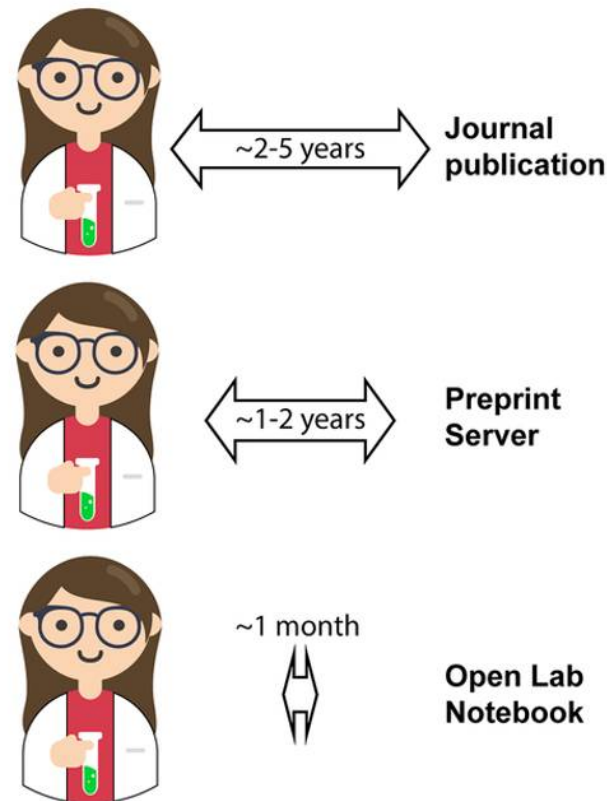 ~2-5 years
Journal
publication
~1-2 years
Preprint
Server
~1 month
Open Lab
Notebook